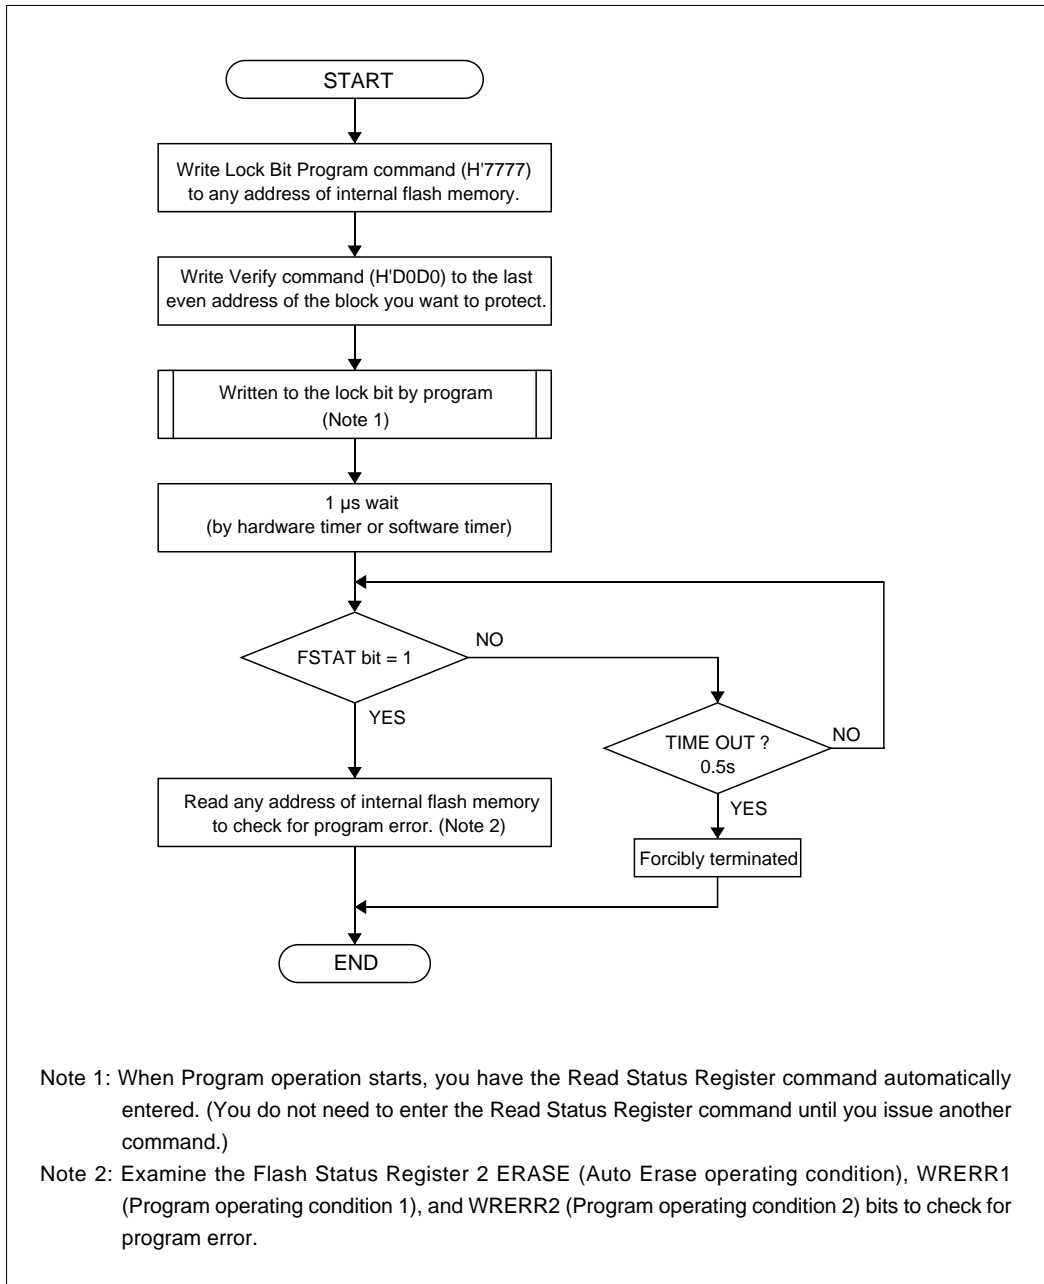 START
Write Lock Bit Program command (H'7777)
to any address of internal flash memory.
Write Verify command (H'D0D0) to the last
even address of the block you want to protect.
Written to the lock bit by program
(Note 1)
1 µs wait
(by hardware timer or software timer)
FSTAT bit = 1
NO
YES
TIME OUT ?
0.5s
NO
YES
Read any address of internal flash memory
to check for program error. (Note 2)
Forcibly terminated
END
Note 1: When Program operation starts, you have the Read Status Register command automatically
entered. (You do not need to enter the Read Status Register command until you issue another
command.)
Note 2: Examine the Flash Status Register 2 ERASE (Auto Erase operating condition), WRERR1
(Program operating condition 1), and WRERR2 (Program operating condition 2) bits to check for
program error.